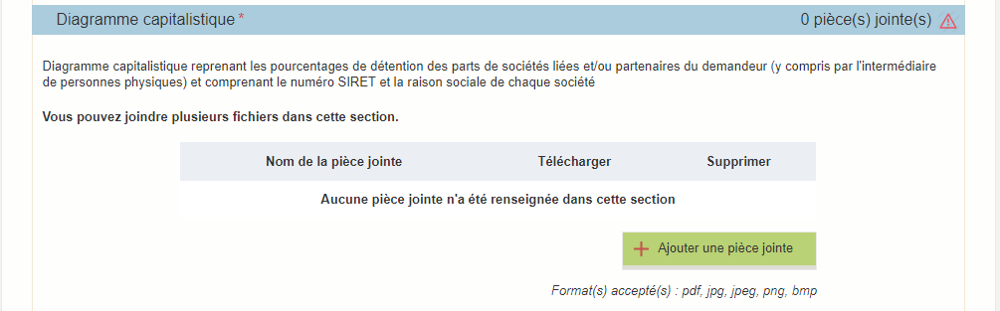 Diagramme capitalistique *
0 pièce(s) jointe(s)
Diagramme capitalistique reprenant les pourcentages de détention des parts de sociétés liées et/ou partenaires du demandeur (y compris par l'intermédiaire
de personnes physiques) et comprenant le numéro SIRET et la raison sociale de chaque société
Vous pouvez joindre plusieurs fichiers dans cette section.
Nom de la pièce jointe Télécharger Supprimer
Aucune pièce jointe n'a été renseignée dans cette section
Ajouter une pièce jointe
Format(s) accepté(s) : pdf, jpg, jpeg, png, bmp